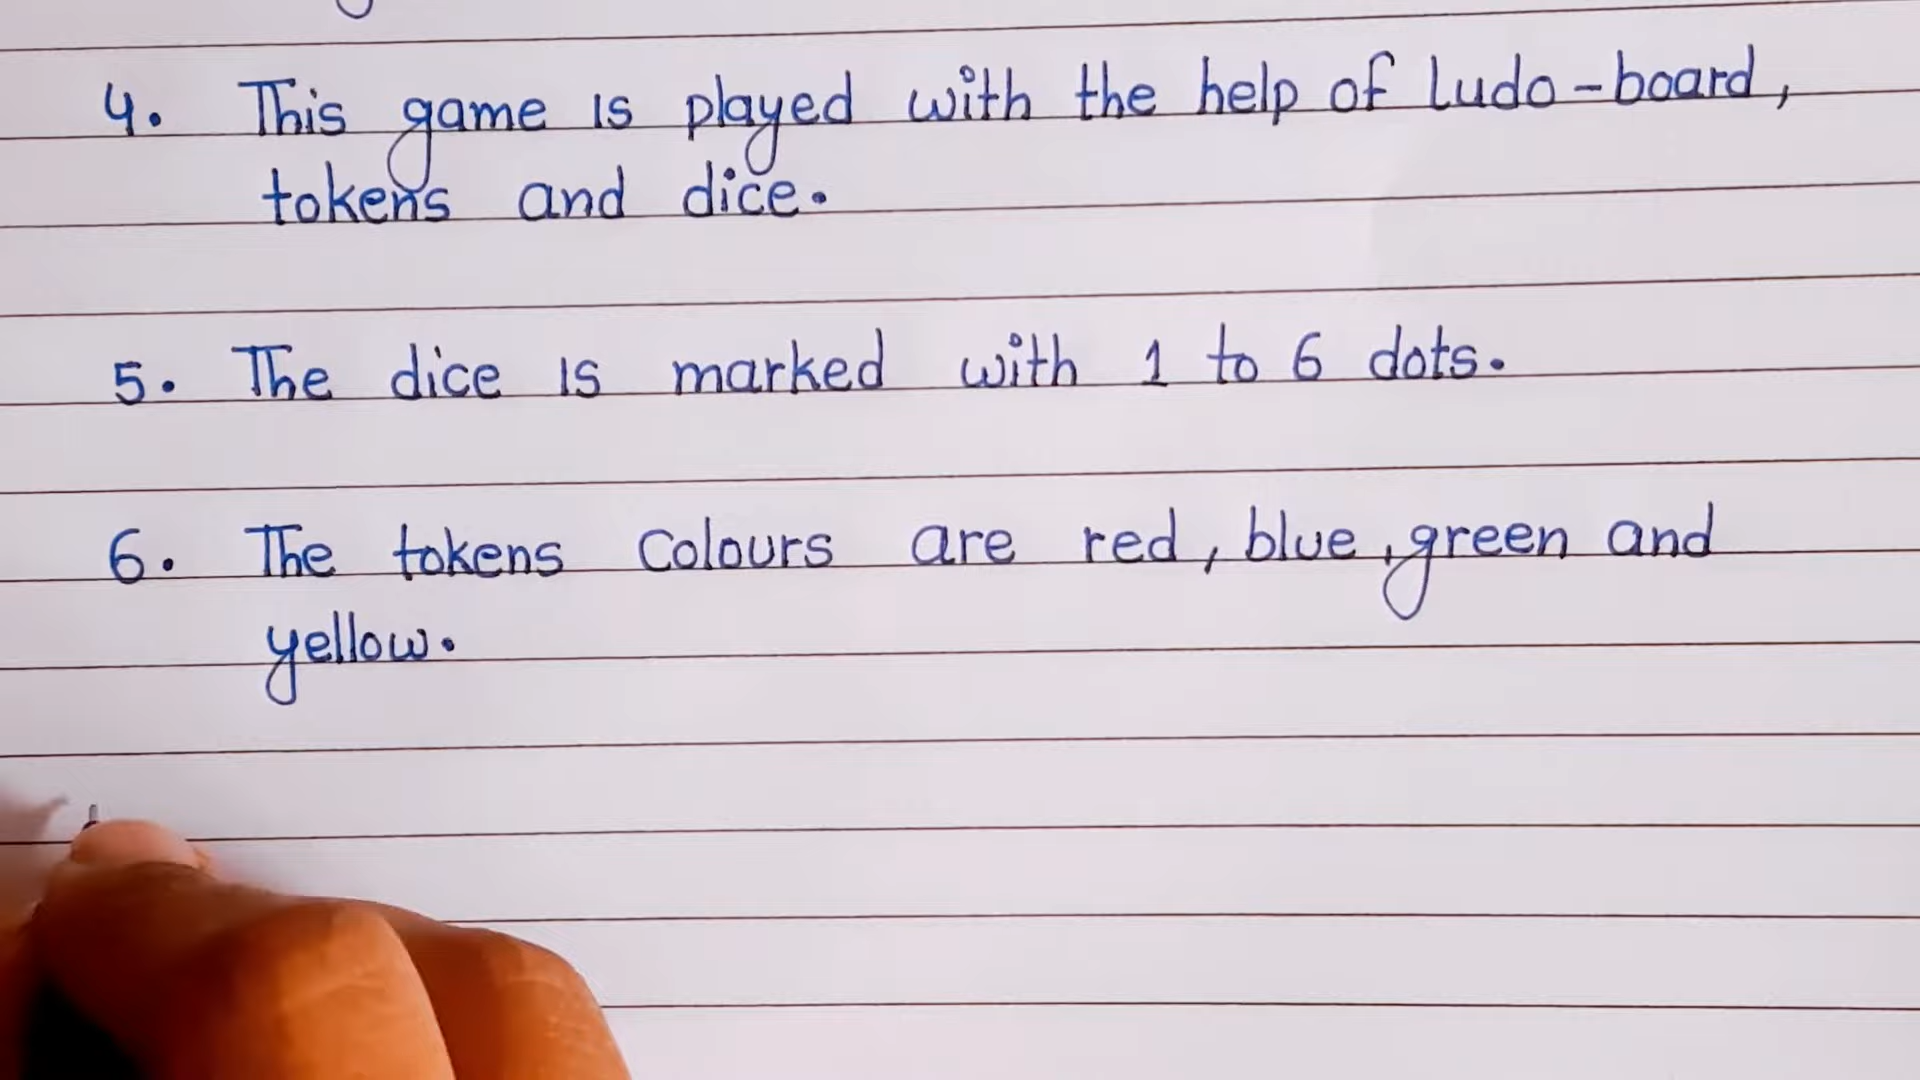 4. This game is played with the help of Ludo-board,
tokens and dice.
5. The dice is marked with 1 to 6 dots.
6. The tokens colours are red, blue, green and
yellow.